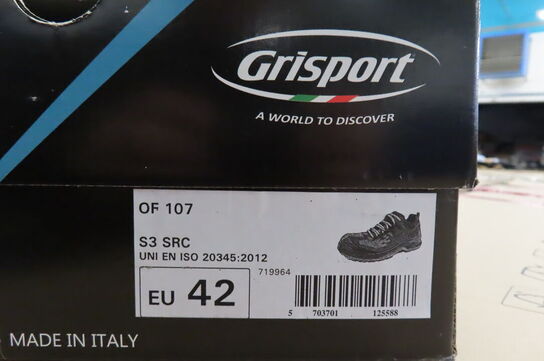 Grisport
A WORLD TO DISCOVER
OF 107
S3 SRC
UNI EN ISO 20345:2012
719964
EU 42
5 703701 125588
MADE IN ITALY